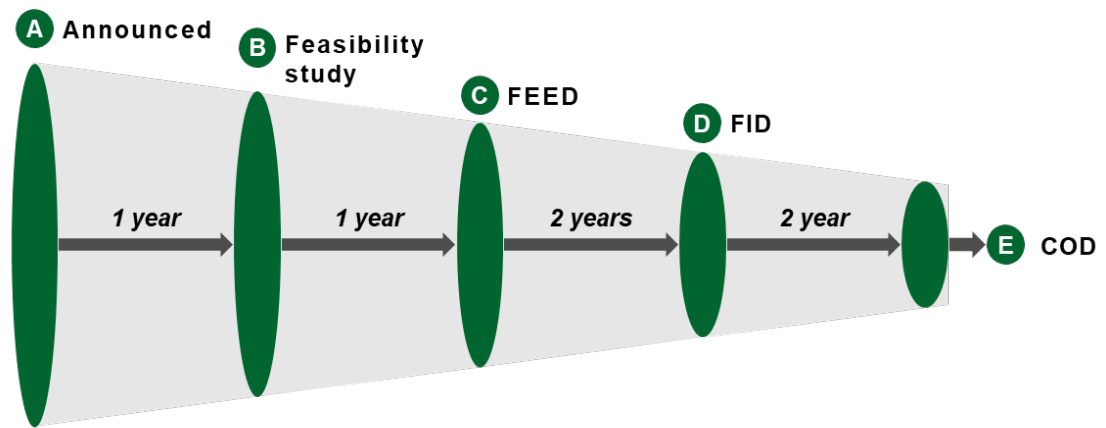 A Announced
B Feasibility
study
C FEED
D FID
1 year
1 year
2 years
2 year
E COD